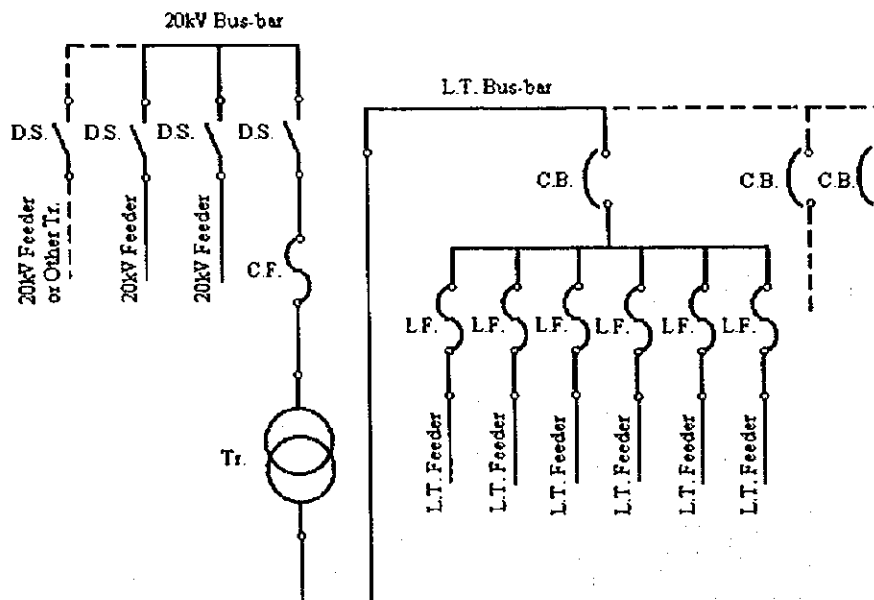 20kV Bus-bar
L.T. Bus-bar
D.S.
D.S.
D.S.
D.S.
C.B.
C.B.
C.B.
20kV Feeder
or Other Tr.
20kV Feeder
20kV Feeder
C.F.
L.F.
L.F.
L.F.
L.F.
L.F.
L.F.
Tr.
L.T. Feeder
L.T. Feeder
L.T. Feeder
L.T. Feeder
L.T. Feeder
L.T. Feeder